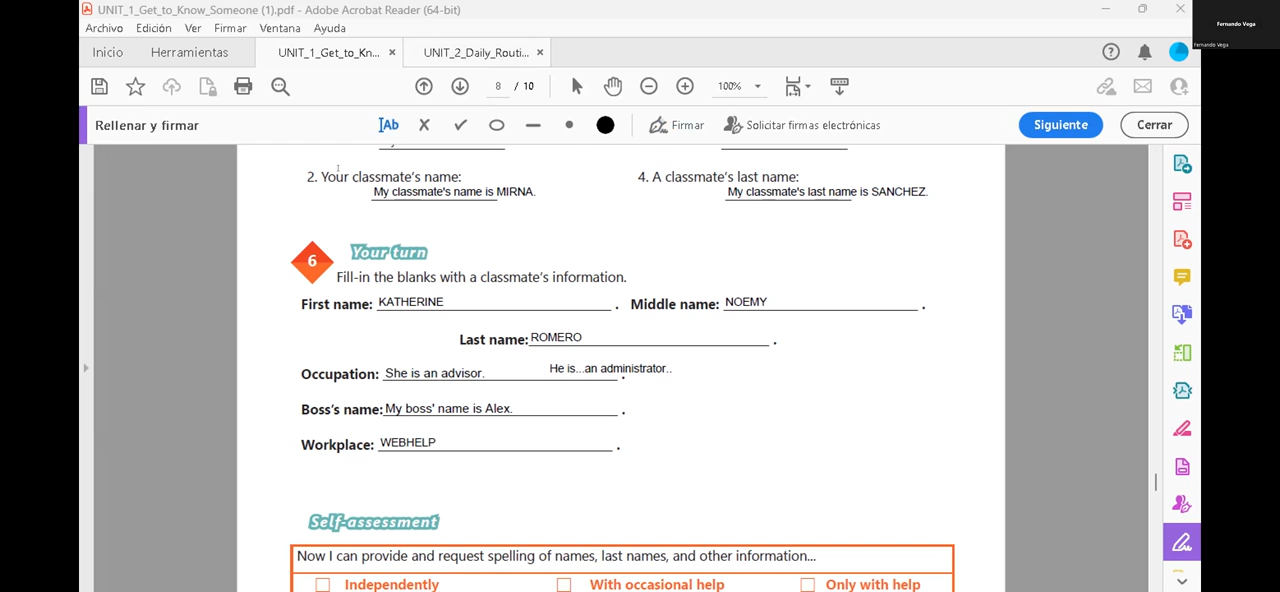 UNIT_1_Get_to_Know_Someone (1).pdf - Adobe Acrobat Reader (64-bit)
Fernando Vega
Fernando Vega
Archivo Edición Ver Firmar Ventana Ayuda
Inicio Herramientas UNIT_1_Get_to_Kn... × UNIT_2_Daily_Routi... ×
8 / 10 100%
Rellenar y firmar Ab Firmar Solicitar firmas electrónicas Siguiente Cerrar
2. Your classmate's name: 4. A classmate's last name:
My classmate's name is MIRNA. My classmate's last name is SANCHEZ.
6 Your turn
Fill-in the blanks with a classmate's information.
First name: KATHERINE . Middle name: NOEMY .
Last name: ROMERO .
Occupation: She is an advisor. He is...an administrator.. .
Boss's name: My boss' name is Alex. .
Workplace: WEBHELP .
Self-assessment
Now I can provide and request spelling of names, last names, and other information...
Independently With occasional help Only with help